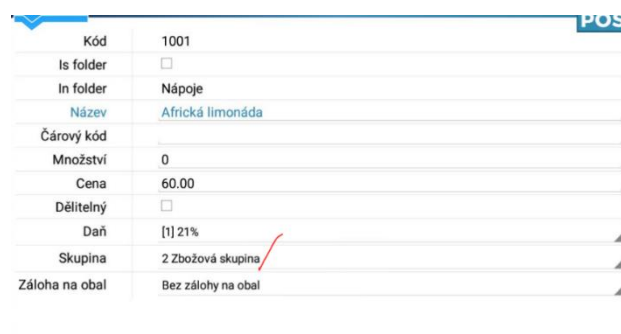 POS
Kód 1001
Is folder
In folder Nápoje
Název Africká limonáda
Čárový kód
Množství 0
Cena 60.00
Dělitelný
Daň [1] 21%
Skupina 2 Zbožová skupina
Záloha na obal Bez zálohy na obal